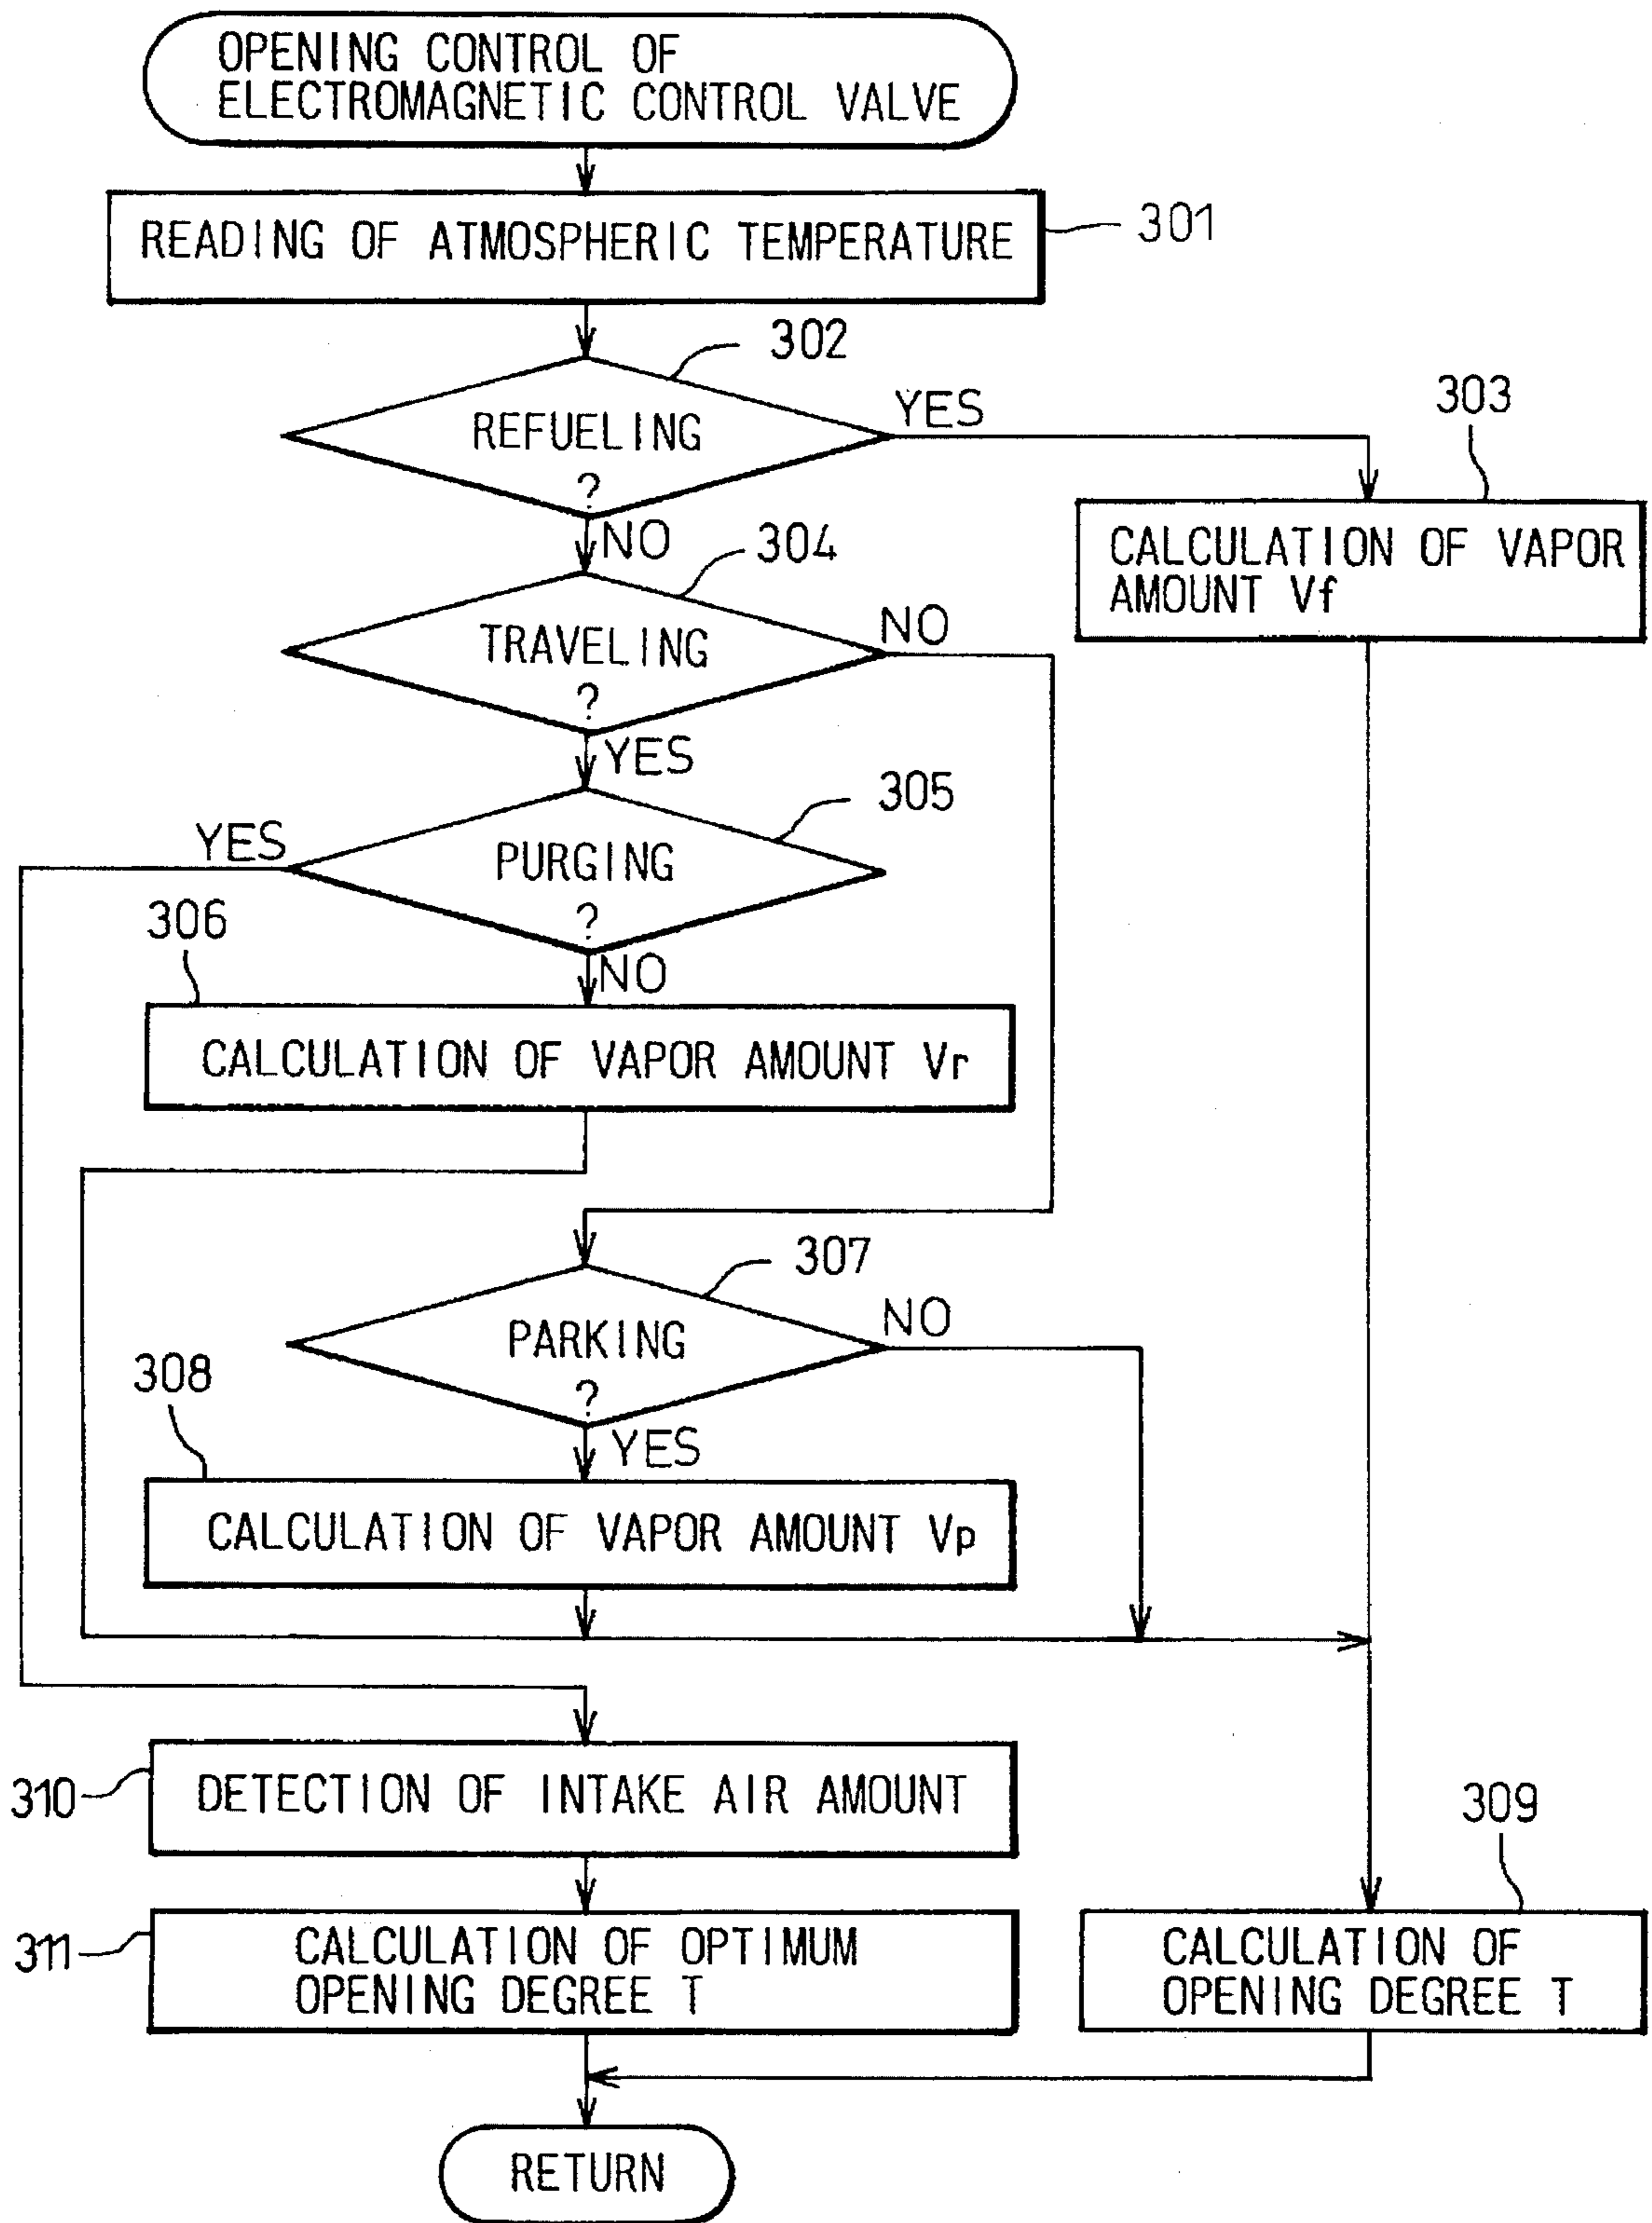 OPENING CONTROL OF
ELECTROMAGNETIC CONTROL VALVE
READING OF ATMOSPHERIC TEMPERATURE
301
302
REFUELING
?
YES
303
NO
CALCULATION OF VAPOR
AMOUNT Vf
304
TRAVELING
?
NO
YES
305
YES
PURGING
?
306
NO
CALCULATION OF VAPOR AMOUNT Vr
307
PARKING
?
NO
308
YES
CALCULATION OF VAPOR AMOUNT Vp
310
DETECTION OF INTAKE AIR AMOUNT
309
311
CALCULATION OF OPTIMUM
OPENING DEGREE T
CALCULATION OF
OPENING DEGREE T
RETURN